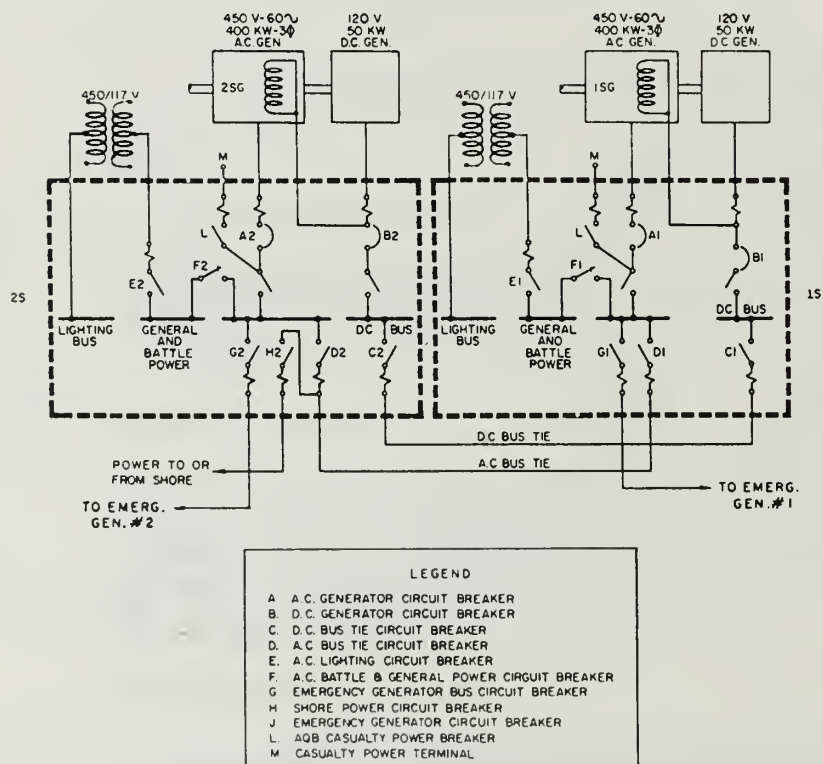 450 V-60∿
400 KW-3ϕ
A.C. GEN
120 V
50 KW
D.C. GEN.
450 V-60∿
400 KW-3ϕ
AC GEN.
120 V
50 KW
DC GEN.
2SG
1SG
450/117 V
450/117 V
M
M
L
A2
B2
L
A1
B1
E2
F2
E1
F1
2S
1S
LIGHTING
BUS
GENERAL
AND
BATTLE
POWER
DC BUS
LIGHTING
BUS
GENERAL
AND
BATTLE
POWER
DC BUS
G2
H2
D2
C2
G1
D1
C1
D.C BUS TIE
A.C BUS TIE
POWER TO OR
FROM SHORE
TO EMERG.
GEN. #2
TO EMERG.
GEN. #1
LEGEND
A A.C. GENERATOR CIRCUIT BREAKER
B. D.C. GENERATOR CIRCUIT BREAKER
C. D.C. BUS TIE CIRCUIT BREAKER
D. A.C BUS TIE CIRCUIT BREAKER
E. A.C. LIGHTING CIRCUIT BREAKER
F. A.C. BATTLE & GENERAL POWER CIRCUIT BREAKER
G EMERGENCY GENERATOR BUS CIRCUIT BREAKER
H SHORE POWER CIRCUIT BREAKER
J EMERGENCY GENERATOR CIRCUIT BREAKER
L. AQB CASUALTY POWER BREAKER
M CASUALTY POWER TERMINAL